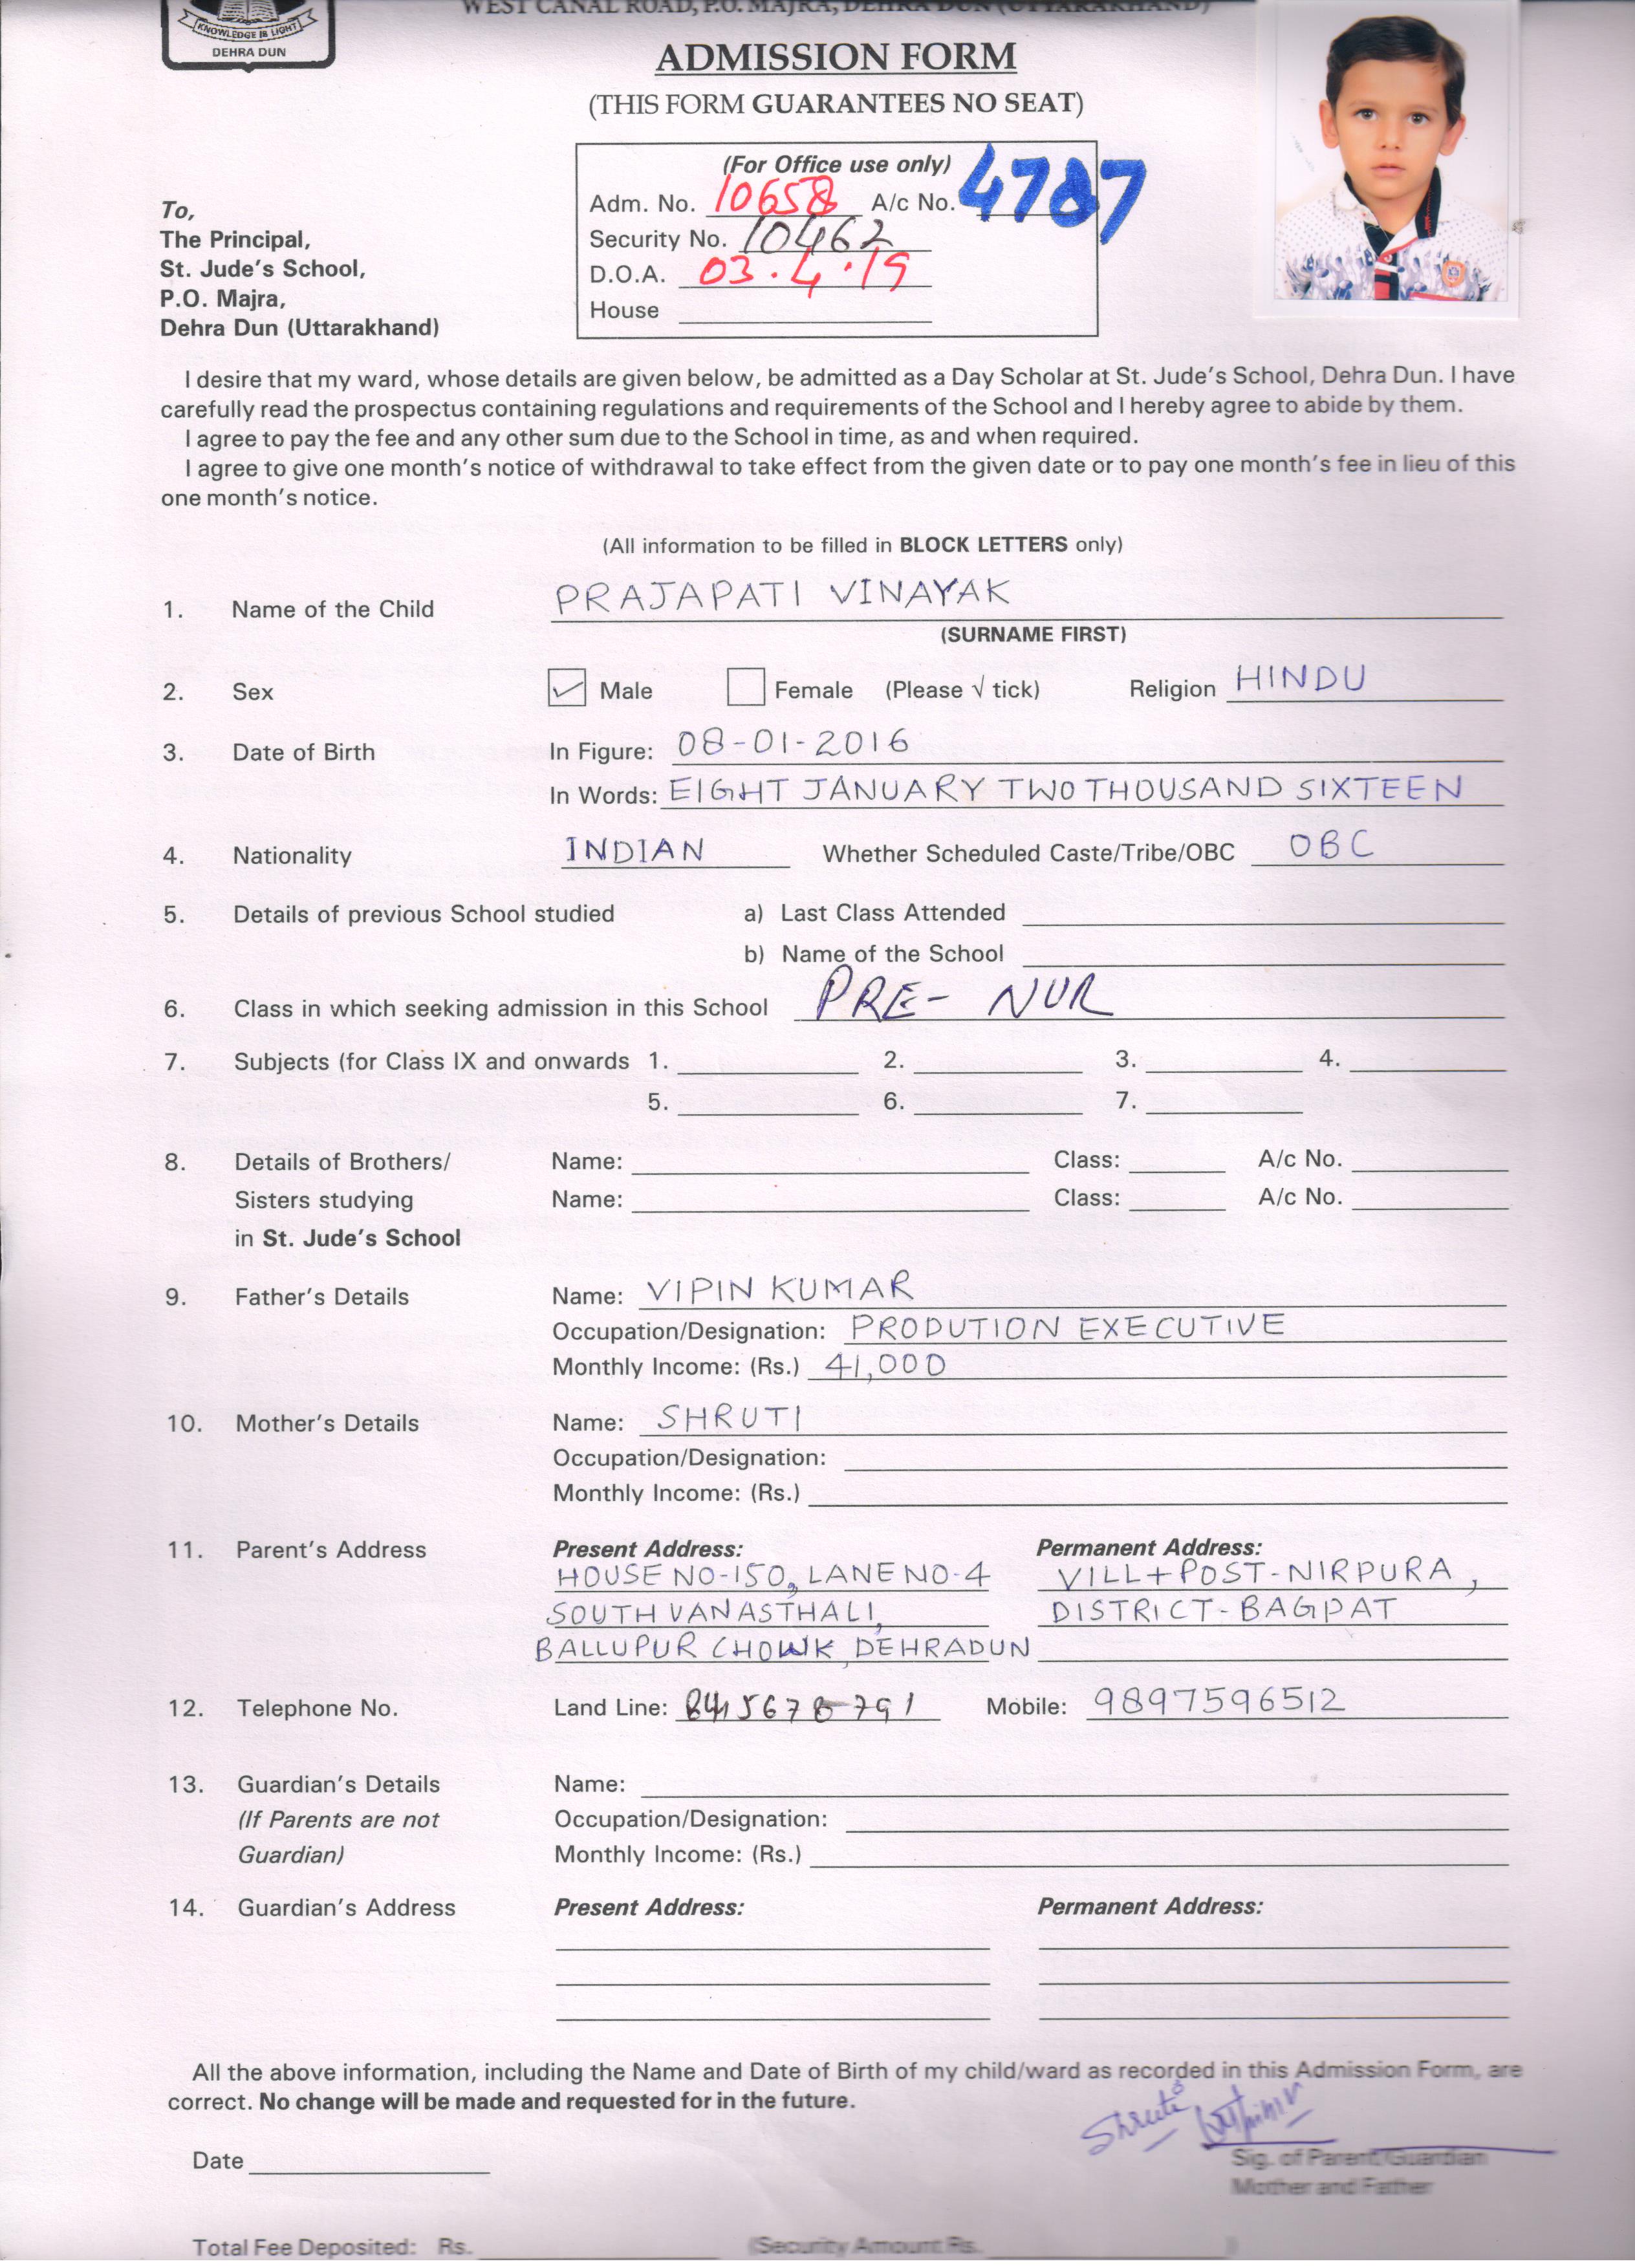 WEST CANAL ROAD, P.O. MAJRA, DEHRA DUN (UTTARAKHAND)
KNOWLEDGE IS LIGHT
DEHRA DUN
ADMISSION FORM
(THIS FORM GUARANTEES NO SEAT)
(For Office use only)
Adm. No. 10658 A/c No. 4787
Security No. 10462
D.O.A. 03.4.19
House
To,
The Principal,
St. Jude's School,
P.O. Majra,
Dehra Dun (Uttarakhand)
I desire that my ward, whose details are given below, be admitted as a Day Scholar at St. Jude's School, Dehra Dun. I have
carefully read the prospectus containing regulations and requirements of the School and I hereby agree to abide by them.
I agree to pay the fee and any other sum due to the School in time, as and when required.
I agree to give one month's notice of withdrawal to take effect from the given date or to pay one month's fee in lieu of this
one month's notice.
(All information to be filled in BLOCK LETTERS only)
1. Name of the Child PRAJAPATI VINAYAK
(SURNAME FIRST)
2. Sex Male Female (Please √ tick) Religion HINDU
3. Date of Birth In Figure: 08-01-2016
In Words: EIGHT JANUARY TWO THOUSAND SIXTEEN
4. Nationality INDIAN Whether Scheduled Caste/Tribe/OBC OBC
5. Details of previous School studied a) Last Class Attended
b) Name of the School
6. Class in which seeking admission in this School PRE- NUR
7. Subjects (for Class IX and onwards 1. 2. 3. 4.
5. 6. 7.
8. Details of Brothers/ Name: Class: A/c No.
Sisters studying Name: Class: A/c No.
in St. Jude's School
9. Father's Details Name: VIPIN KUMAR
Occupation/Designation: PRODUTION EXECUTIVE
Monthly Income: (Rs.) 41,000
10. Mother's Details Name: SHRUTI
Occupation/Designation:
Monthly Income: (Rs.)
11. Parent's Address Present Address: Permanent Address:
HOUSE NO-150, LANE NO-4 VILL+POST-NIRPURA,
SOUTH VANASTHALI, DISTRICT-BAGPAT
BALLUPUR CHOWK, DEHRADUN
12. Telephone No. Land Line: Mobile: 9897596512
13. Guardian's Details Name:
(If Parents are not Occupation/Designation:
Guardian) Monthly Income: (Rs.)
14. Guardian's Address Present Address: Permanent Address:
All the above information, including the Name and Date of Birth of my child/ward as recorded in this Admission Form, are
correct. No change will be made and requested for in the future.
Shruti
Date
Sig. of Parent/Guardian
Mother and Father
Total Fee Deposited: Rs. (Security Amount Rs. )